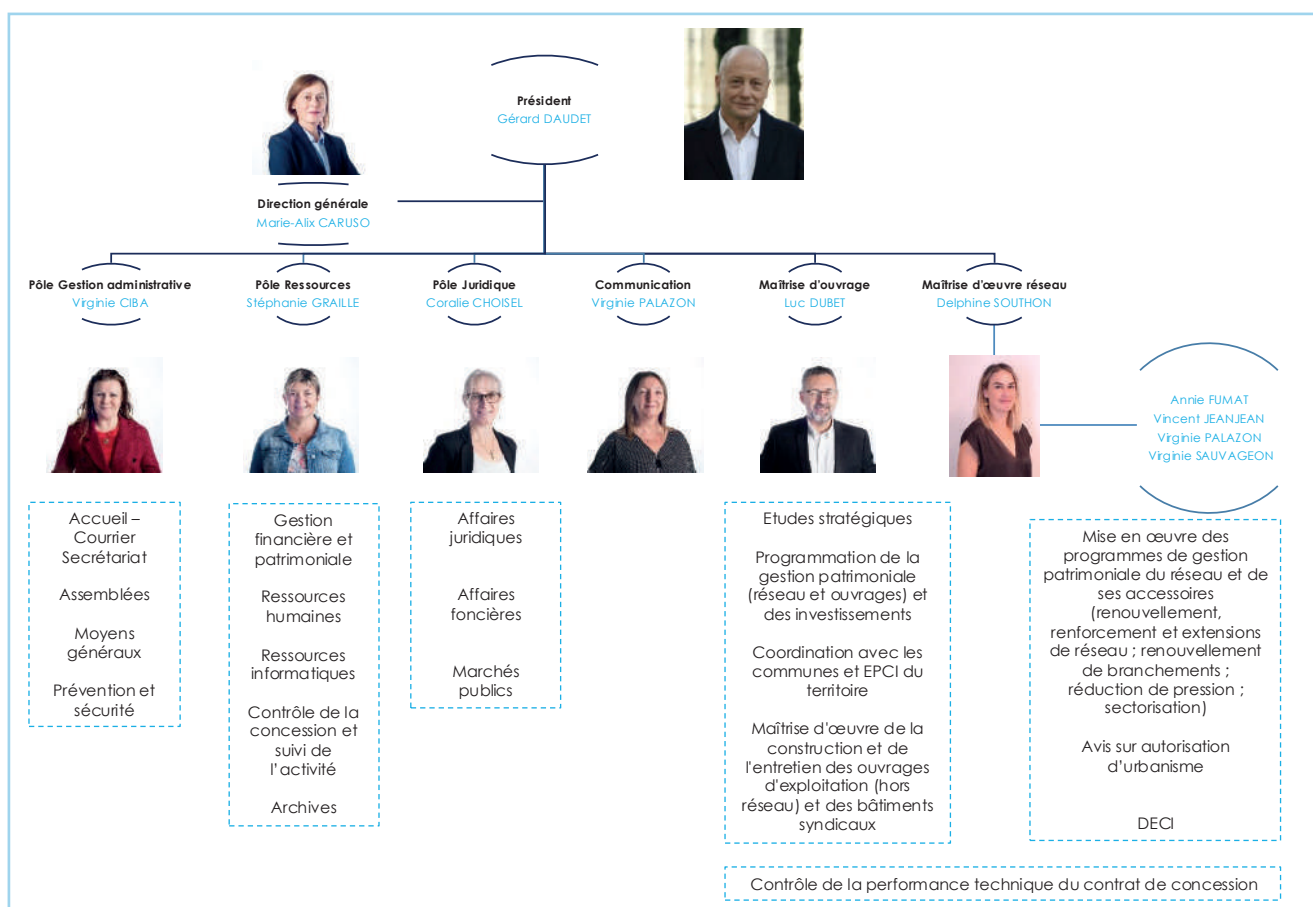 Président
Gérard DAUDET
Direction générale
Marie-Alix CARUSO
Pôle Gestion administrative
Virginie CIBA
Pôle Ressources
Stéphanie GRAILLE
Pôle Juridique
Coralie CHOISEL
Communication
Virginie PALAZON
Maîtrise d'ouvrage
Luc DUBET
Maîtrise d'œuvre réseau
Delphine SOUTHON
Annie FUMAT
Vincent JEANJEAN
Virginie PALAZON
Virginie SAUVAGEON
Accueil –
Courrier
Secrétariat
Assemblées
Moyens
généraux
Prévention et
sécurité
Gestion
financière et
patrimoniale
Ressources
humaines
Ressources
informatiques
Contrôle de la
concession et
suivi de
l'activité
Archives
Affaires
juridiques
Affaires
foncières
Marchés
publics
Etudes stratégiques
Programmation de la
gestion patrimoniale
(réseau et ouvrages) et
des investissements
Coordination avec les
communes et EPCI du
territoire
Maîtrise d'œuvre de la
construction et de
l'entretien des ouvrages
d'exploitation (hors
réseau) et des bâtiments
syndicaux
Mise en œuvre des
programmes de gestion
patrimoniale du réseau et de
ses accessoires
(renouvellement,
renforcement et extensions
de réseau ; renouvellement
de branchements ;
réduction de pression ;
sectorisation)
Avis sur autorisation
d'urbanisme
DECI
Contrôle de la performance technique du contrat de concession